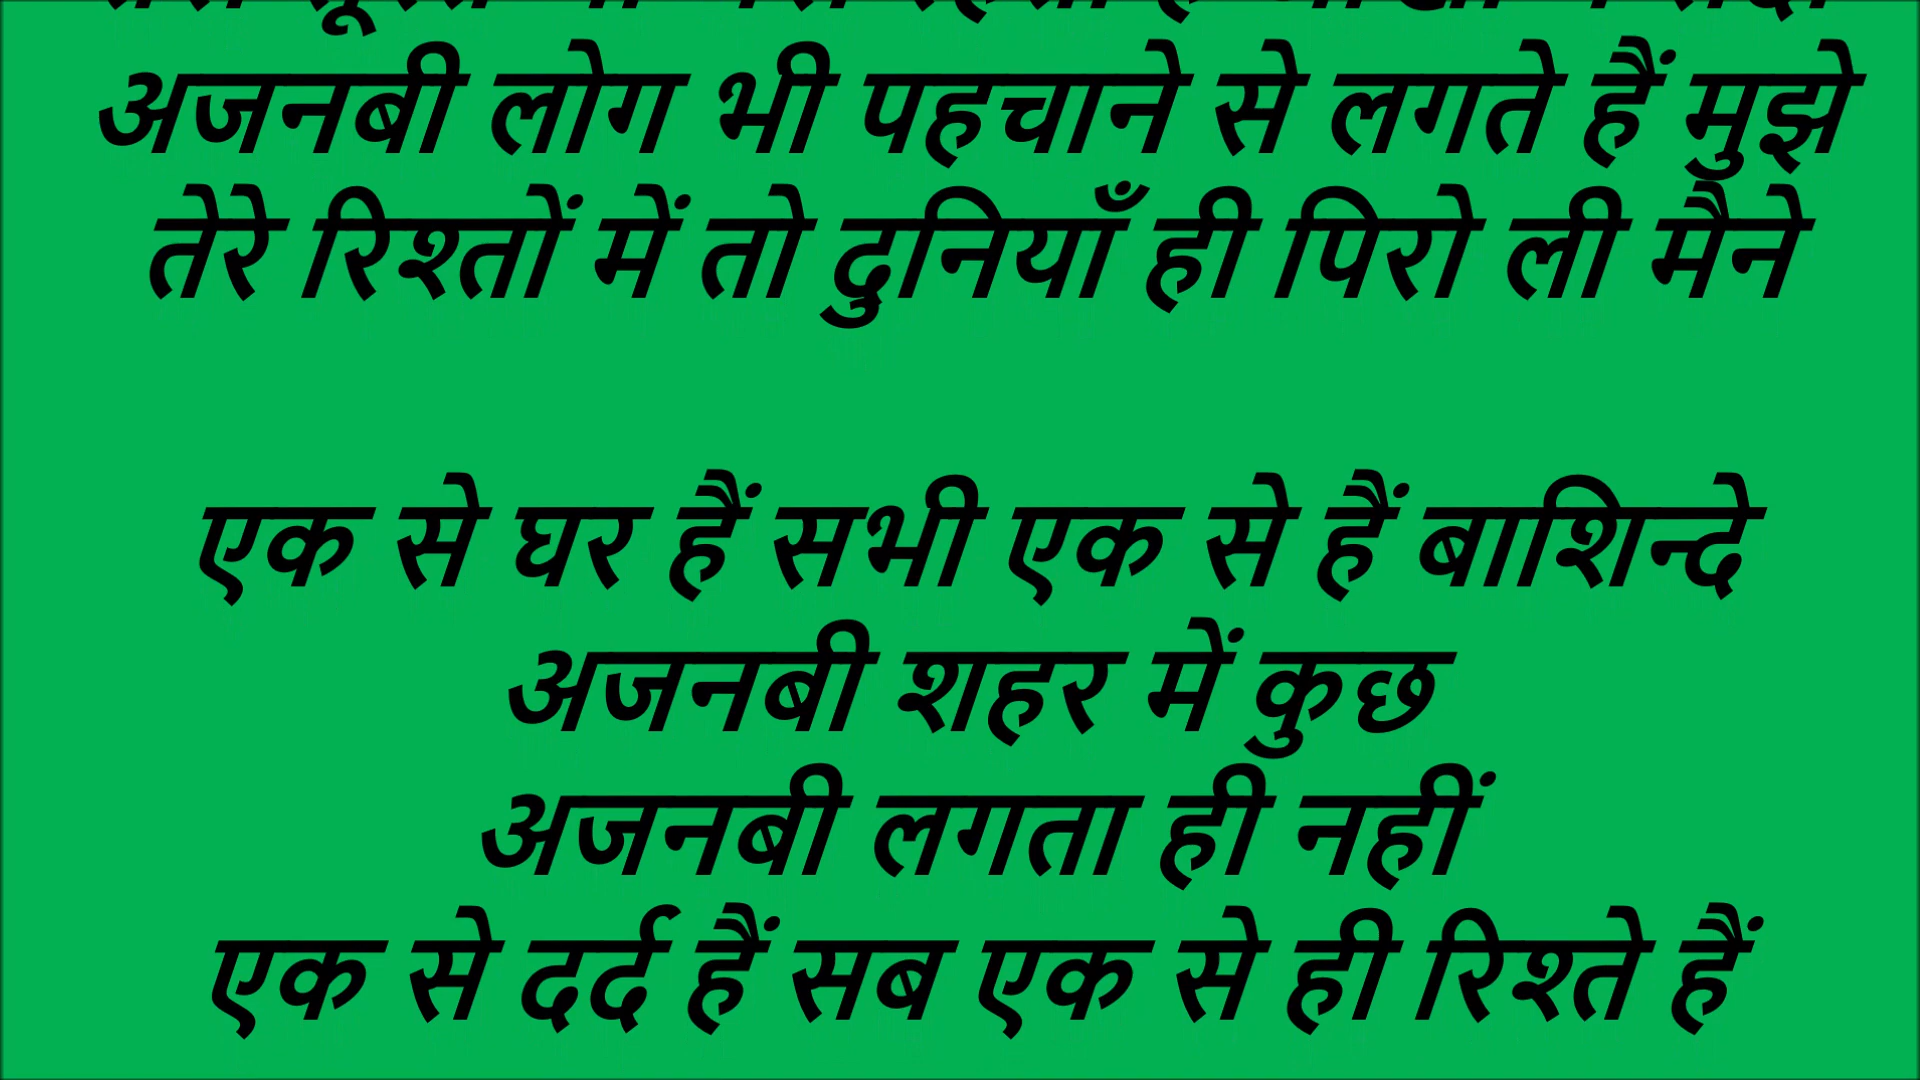 अजनबी लोग भी पहचाने से लगते हैं मुझे
तेरे रिश्तों में तो दुनियाँ ही पिरो ली मैने
एक से घर हैं सभी एक से हैं बाशिन्दे
अजनबी शहर में कुछ
अजनबी लगता ही नहीं
एक से दर्द हैं सब एक से ही रिश्ते हैं